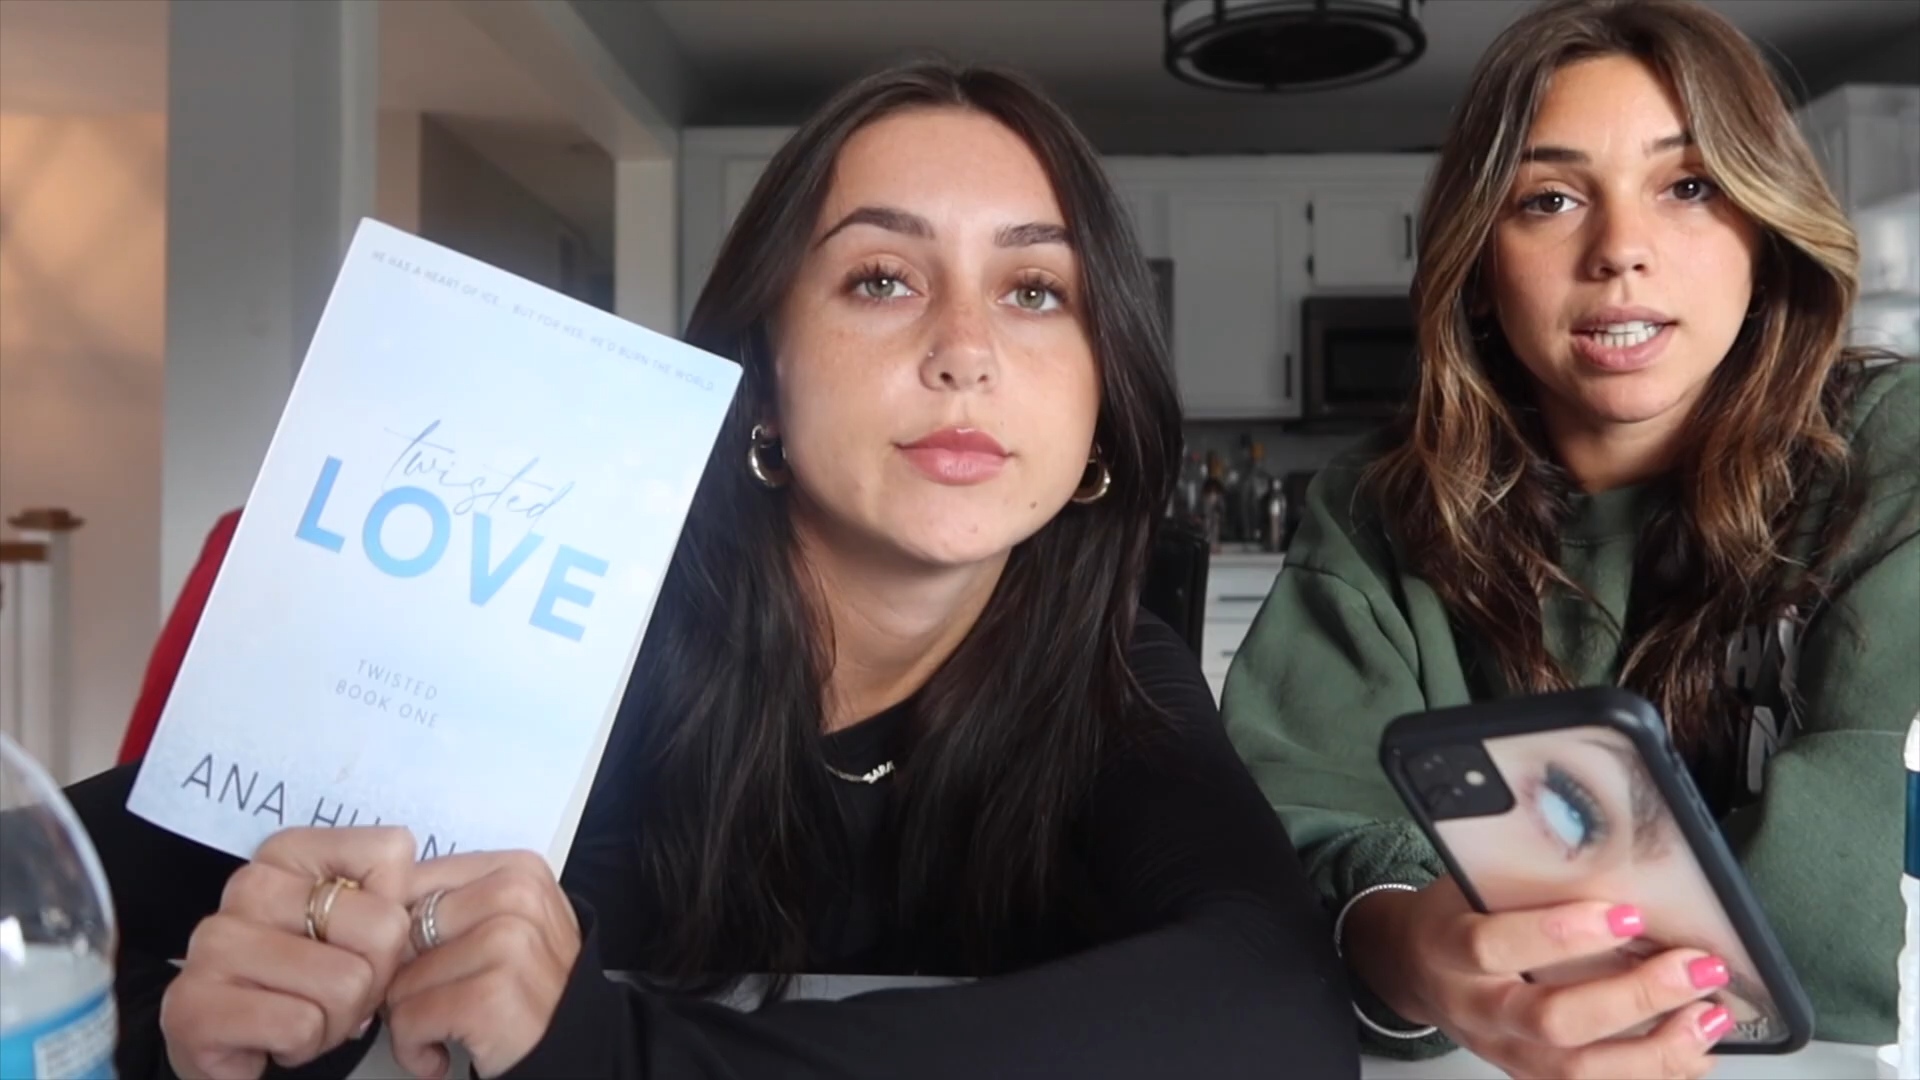 HE HAS A HEART OF ICE... BUT FOR HER, HE'D BURN THE WORLD
twisted
LOVE
TWISTED
BOOK ONE
ANA